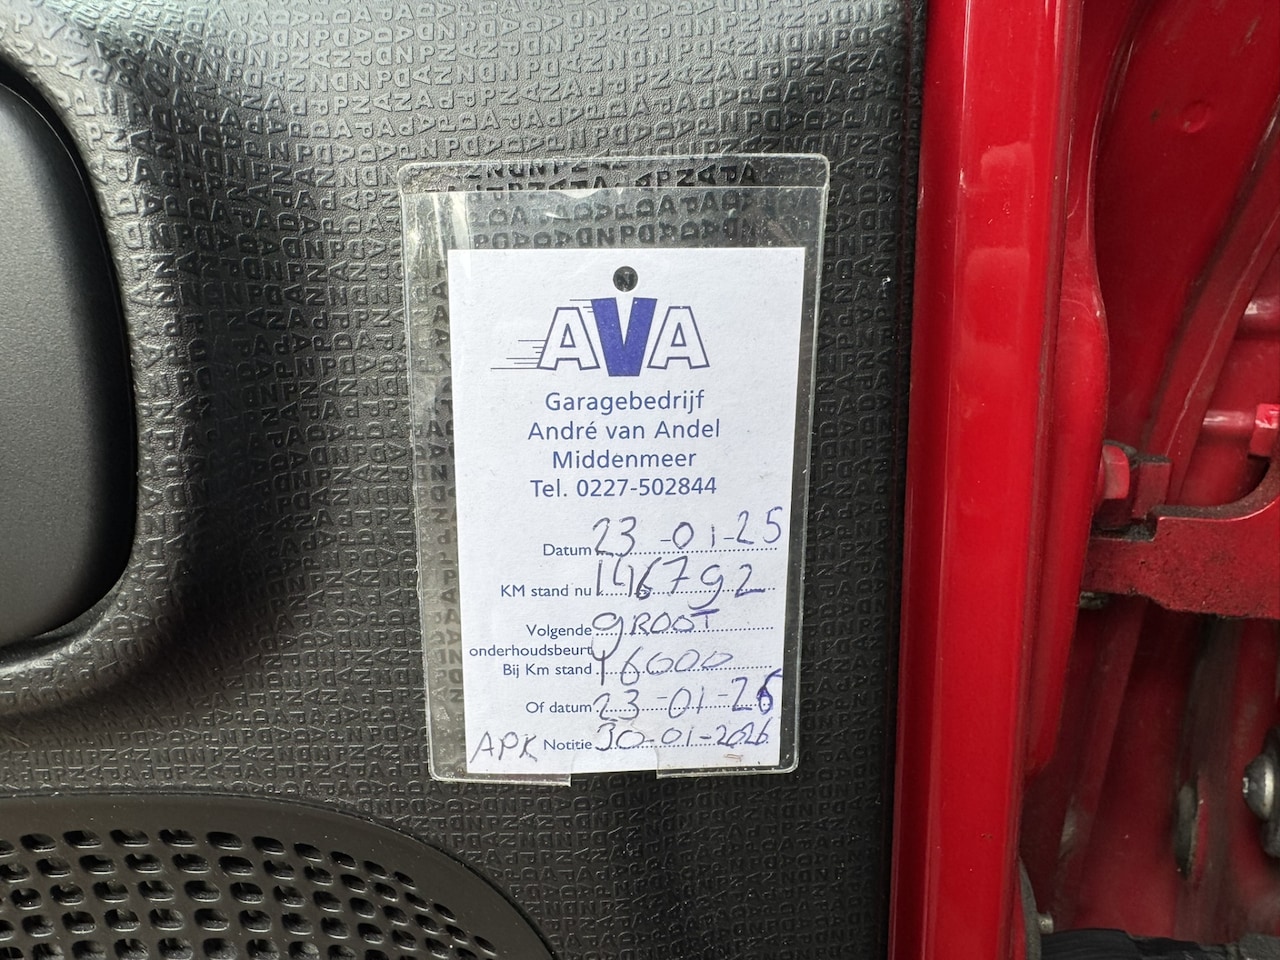 AVA
Garagebedrijf
André van Andel
Middenmeer
Tel. 0227-502844
Datum 23-01-25
KM stand nu 146792
Volgende onderhoudsbeurt gROOT
Bij Km stand 16000
Of datum 23-01-26
APK Notitie 30-01-2026